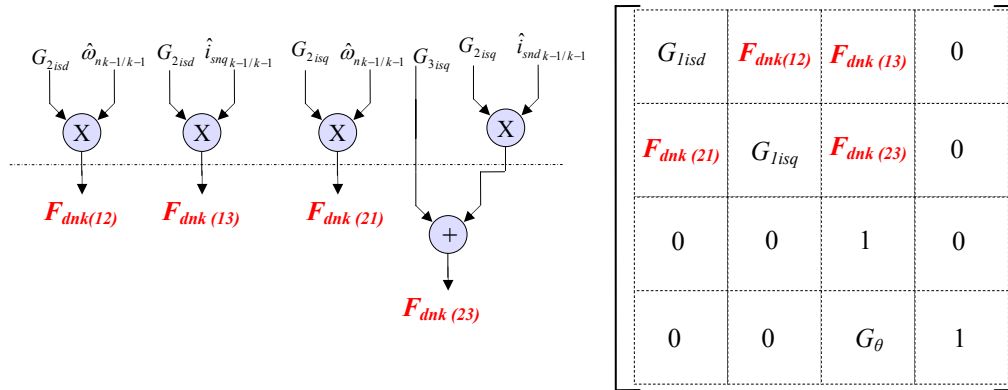 G2isd ω̂nk−1/k−1 G2isd îsnqk−1/k−1 G2isq ω̂nk−1/k−1 G3isq G2isq îsndk−1/k−1
X X X X
Fdnk(12) Fdnk (13) Fdnk (21)
+
Fdnk (23)
G1isd Fdnk(12) Fdnk (13) 0
Fdnk (21) G1isq Fdnk (23) 0
0 0 1 0
0 0 Gθ 1